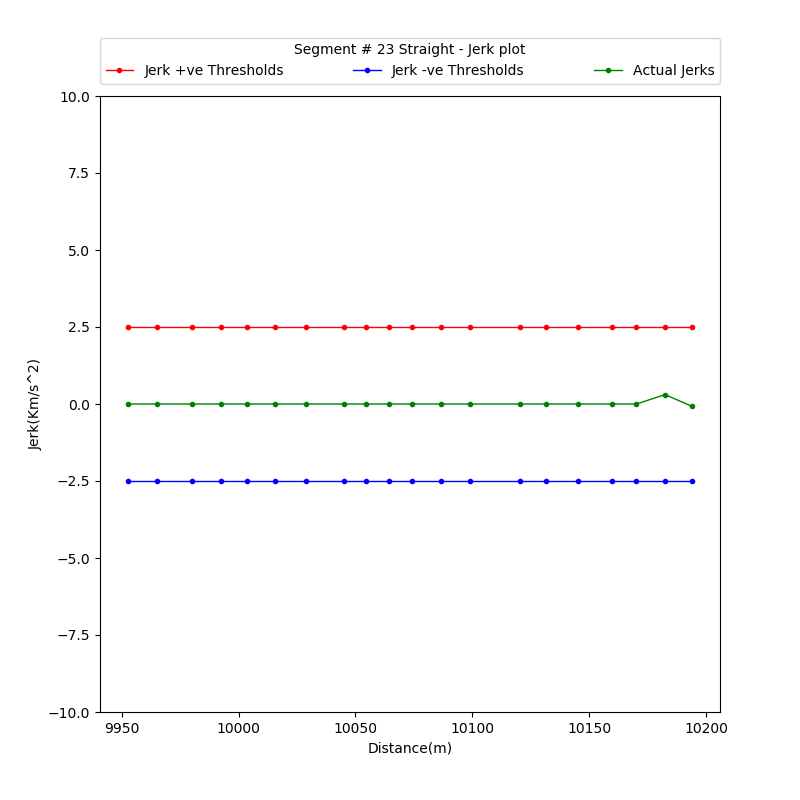 Segment # 23 Straight - Jerk plot
Jerk +ve Thresholds Jerk -ve Thresholds Actual Jerks
10.0
7.5
5.0
2.5
0.0
−2.5
−5.0
−7.5
−10.0
Jerk(Km/s^2)
9950 10000 10050 10100 10150 10200
Distance(m)